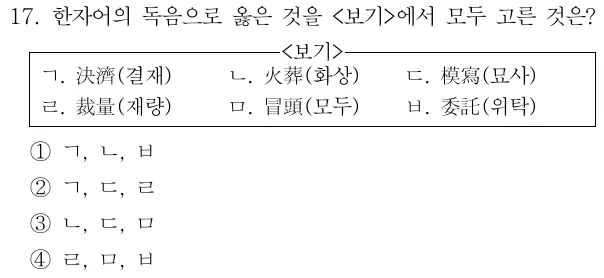 17. 한자어의 독음으로 옳은 것을 <보기>에서 모두 고른 것은?
<보기>
ㄱ. 決濟(결재) ㄴ. 火葬(화상) ㄷ. 模寫(묘사)
ㄹ. 裁量(재량) ㅁ. 冒頭(모두) ㅂ. 委託(위탁)
① ㄱ, ㄴ, ㅂ
② ㄱ, ㄷ, ㄹ
③ ㄴ, ㄷ, ㅁ
④ ㄹ, ㅁ, ㅂ